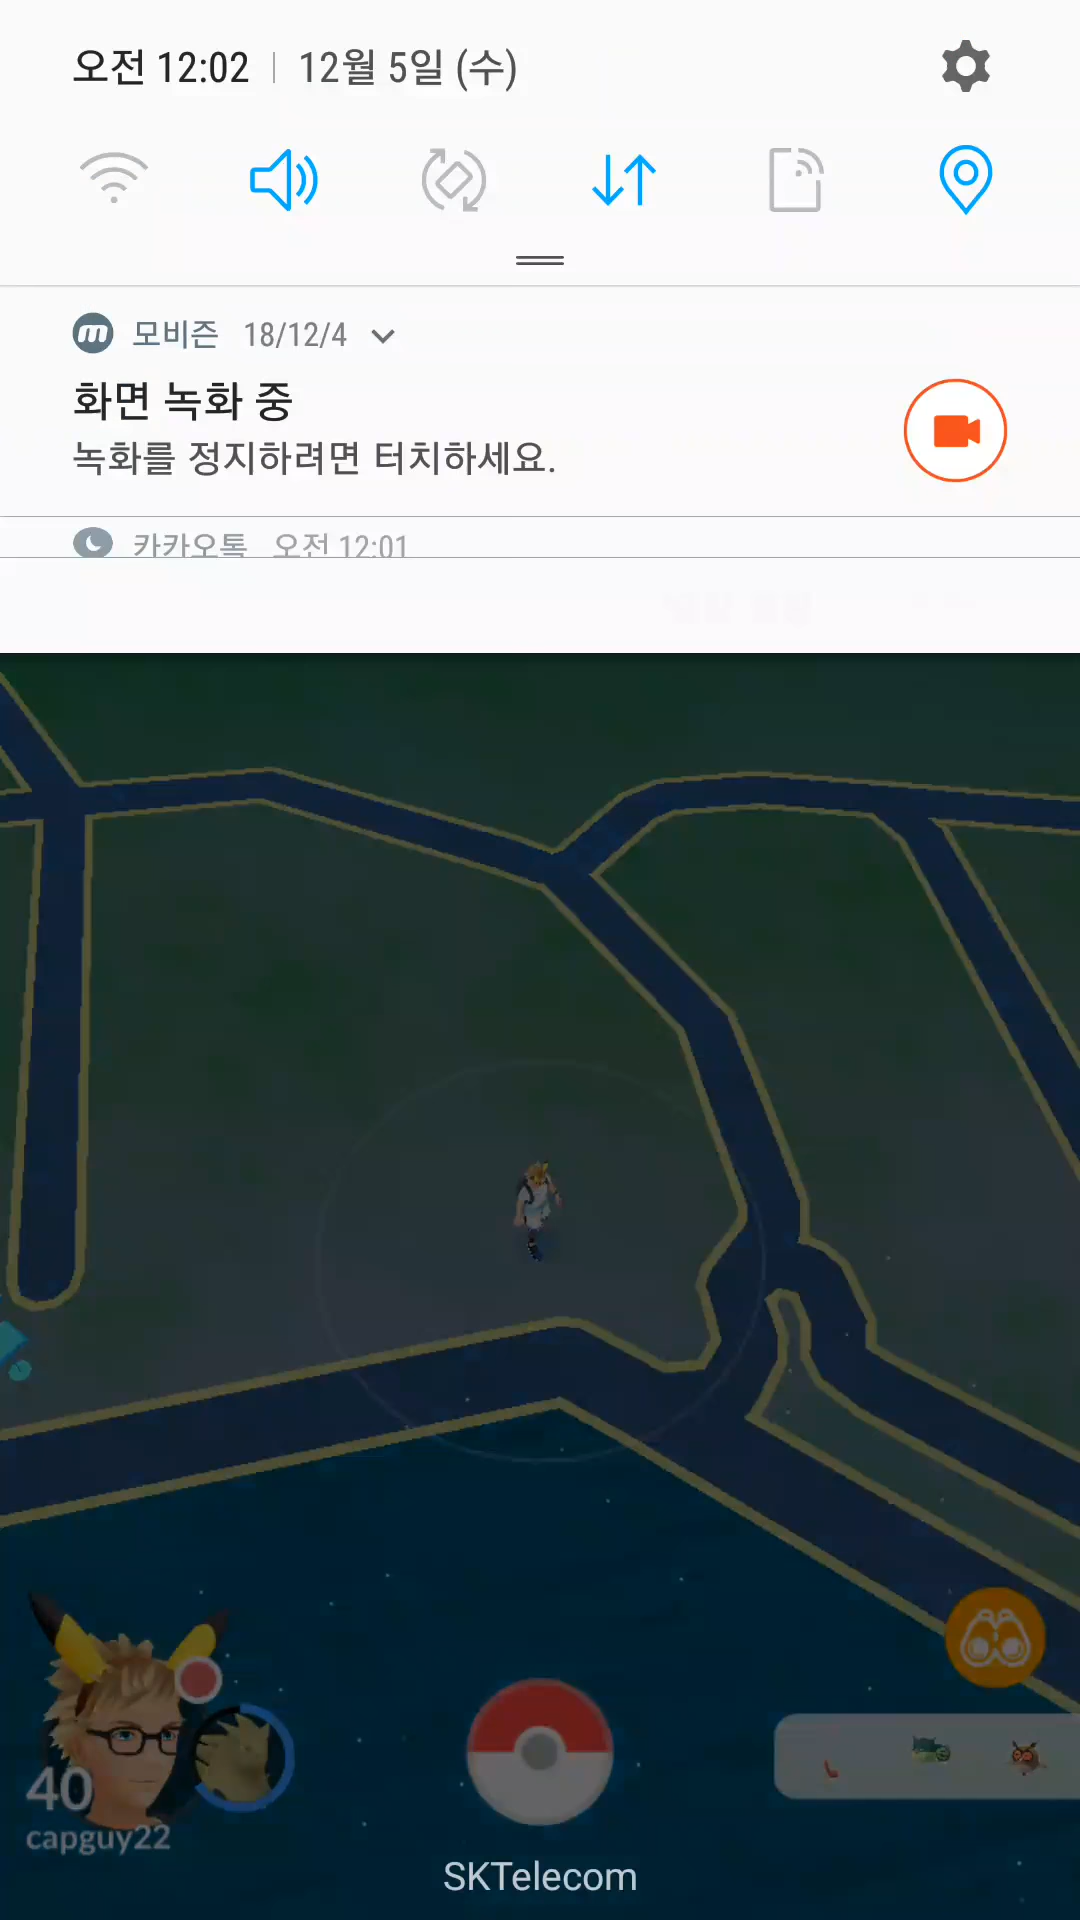 오전 12:02 | 12월 5일 (수)
모비즌 18/12/4
화면 녹화 중
녹화를 정지하려면 터치하세요.
카카오톡 오전 12:01
40
capguy22
SKTelecom